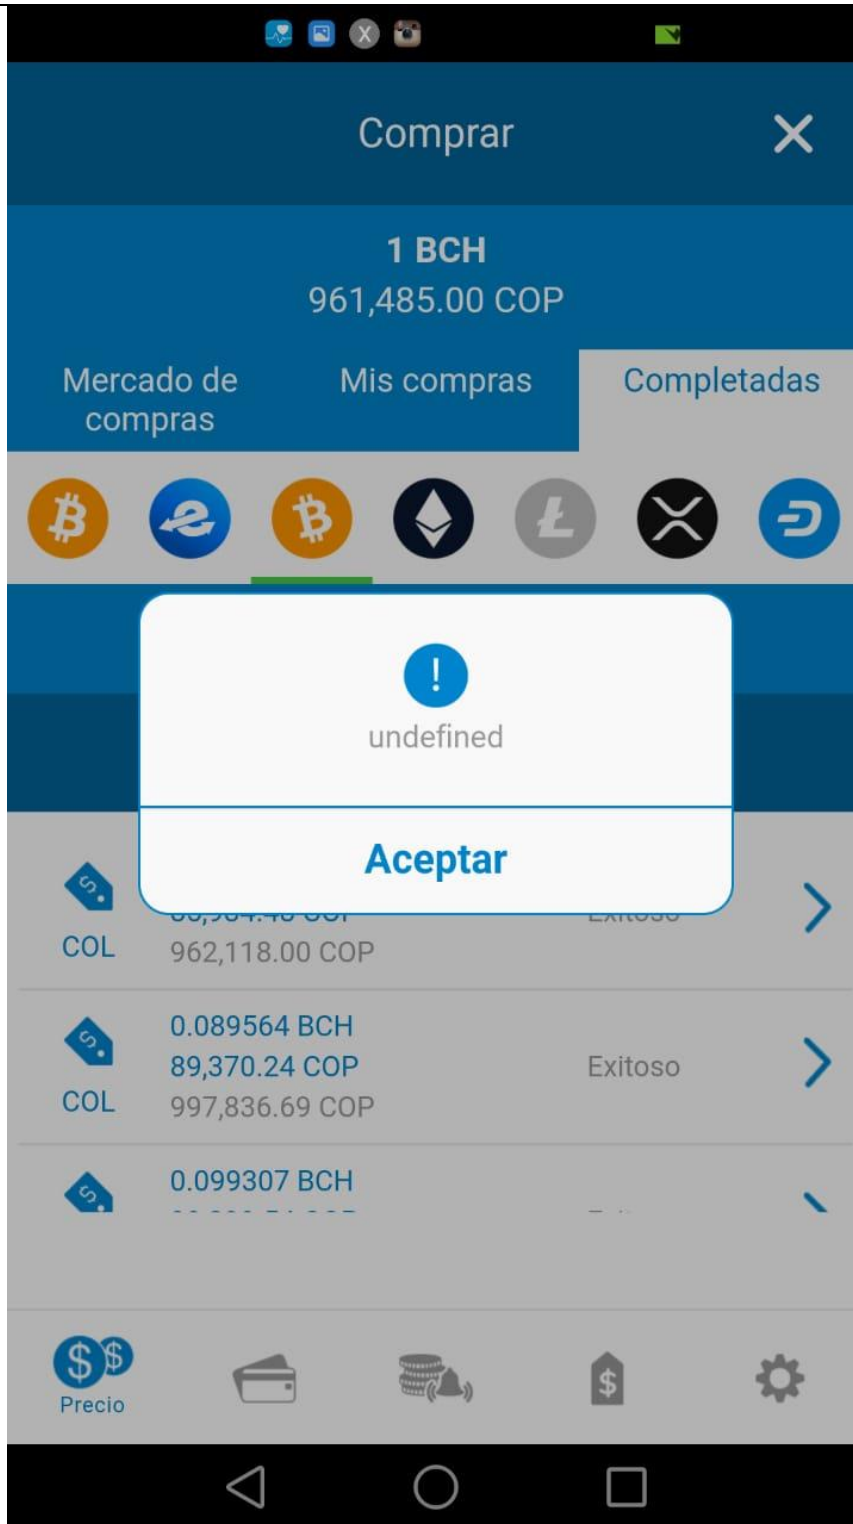 Comprar
1 BCH
961,485.00 COP
Mercado de
compras
Mis compras
Completadas
!
undefined
Aceptar
COL
Exitoso
962,118.00 COP
0.089564 BCH
89,370.24 COP
Exitoso
COL
997,836.69 COP
0.099307 BCH
Precio